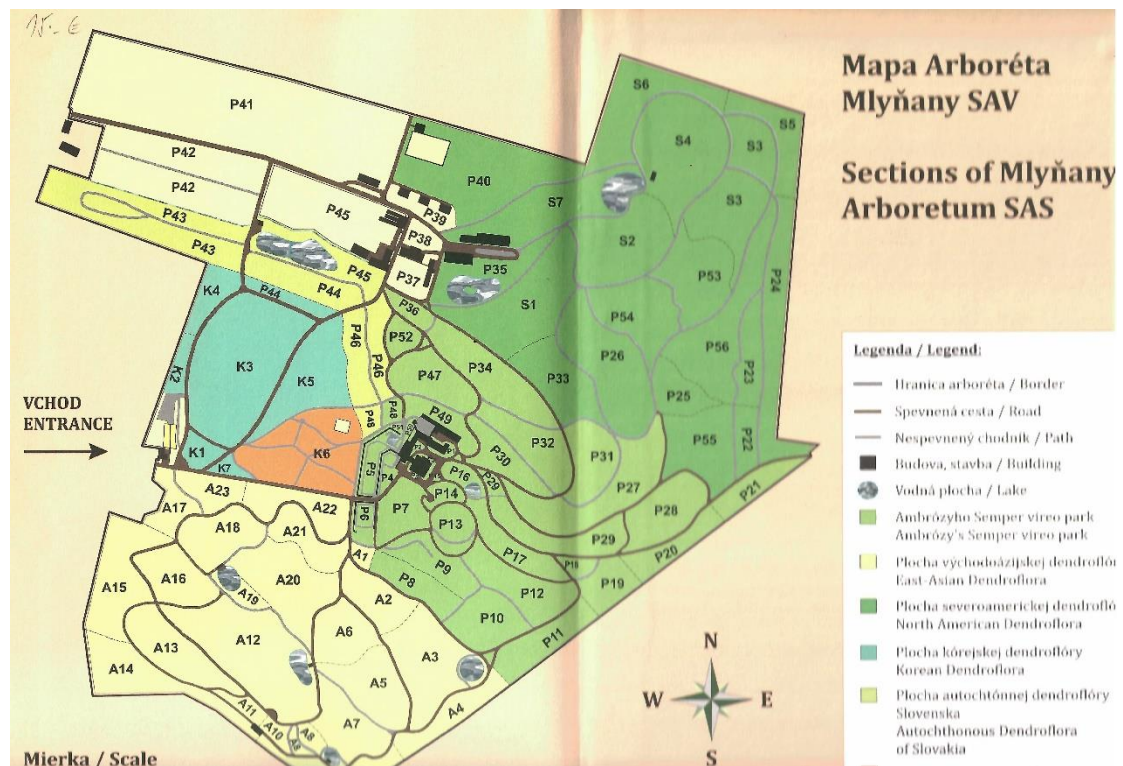 15.- €
Mapa Arboréta
Mlyňany SAV
Sections of Mlyňany
Arboretum SAS
P41
P42
P42
P43
P43
P45
P45
P44
P44
P40
P39
P38
P37
P35
P36
S6
S5
S4
S3
S3
S7
S2
S1
P53
P54
P24
P56
P23
P22
P25
P26
P55
P33
P34
P52
P46
P46
P46
P47
P48
P49
P51
P32
P30
P31
P27
P28
P29
P29
P21
P20
P19
P18
P17
P16
P14
P13
P12
P11
P10
P9
P8
P7
P6
P5
P4
K4
K3
K5
K2
K1
K7
K6
VCHOD
ENTRANCE
A23
A22
A17
A18
A21
A1
A16
A20
A2
A15
A19
A12
A6
A3
A13
A5
A14
A4
A11
A10
A8
A7
Legenda / Legend:
Hranica arboréta / Border
Spevnená cesta / Road
Nespevnený chodník / Path
Budova, stavba / Building
Vodná plocha / Lake
Ambrózyho Semper vireo park
Ambrózy's Semper vireo park
Plocha východoázijskej dendrofló
East-Asian Dendroflora
Plocha severoamerickej dendrofló
North American Dendroflora
Plocha kórejskej dendroflóry
Korean Dendroflora
Plocha autochtónnej dendroflóry
Slovenska
Autochthonous Dendroflora
of Slovakia
N
W
E
S
Mierka / Scale